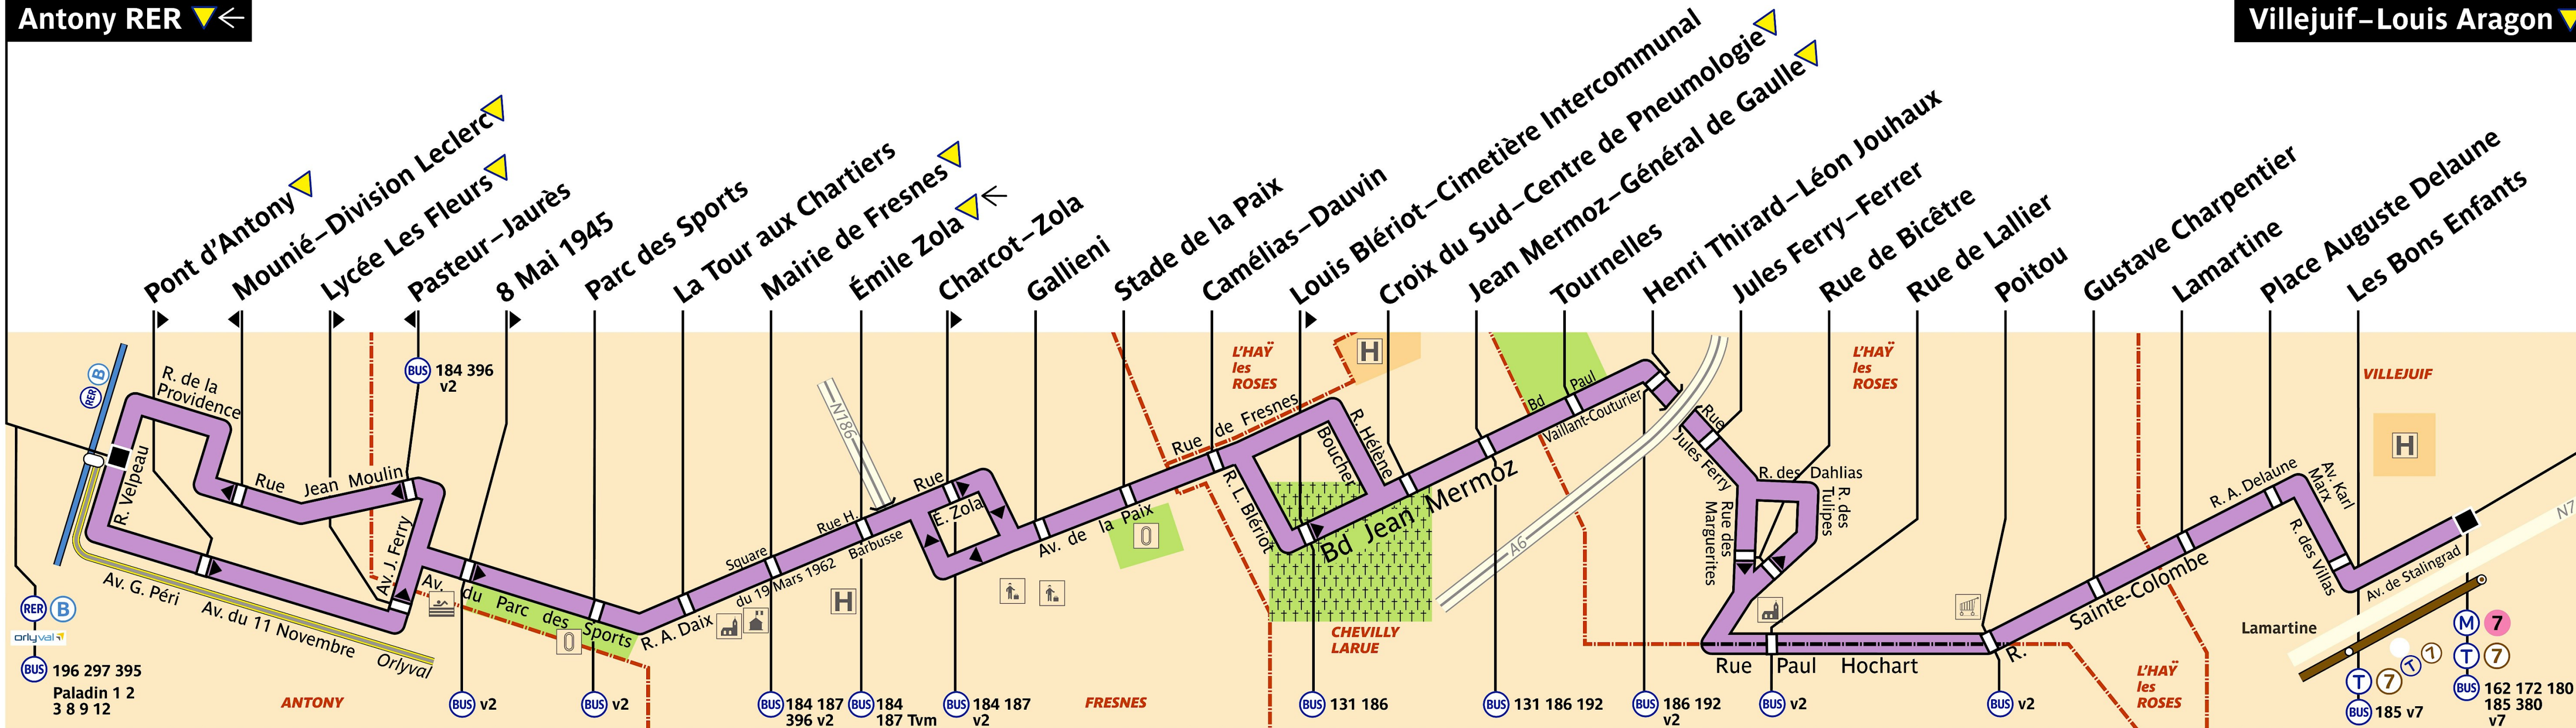 Antony RER
Villejuif–Louis Aragon
Pont d'Antony
Mounié–Division Leclerc
Lycée Les Fleurs
Pasteur–Jaurès
8 Mai 1945
Parc des Sports
La Tour aux Chartiers
Mairie de Fresnes
Émile Zola
Charcot–Zola
Gallieni
Stade de la Paix
Camélias–Dauvin
Louis Blériot–Cimetière Intercommunal
Croix du Sud–Centre de Pneumologie
Jean Mermoz–Général de Gaulle
Tournelles
Henri Thirard–Léon Jouhaux
Jules Ferry–Ferrer
Rue de Bicêtre
Rue de Lallier
Poitou
Gustave Charpentier
Lamartine
Place Auguste Delaune
Les Bons Enfants
RER B
R. de la
Providence
R. Velpeau
Rue Jean Moulin
Av. J. Ferry
Av. G. Péri
Av. du 11 Novembre
Orlyval
RER B
orlyval
BUS 196 297 395
Paladin 1 2
3 8 9 12
ANTONY
BUS 184 396
v2
Av. du Parc des Sports
BUS v2
BUS v2
R. A. Daix
Square
du 19 Mars 1962
Rue H.
Barbusse
N186
H
BUS 184 187
396 v2
BUS 184
187 Tvm
Rue
E. Zola
BUS 184 187
v2
Av. de la Paix
FRESNES
Rue de Fresnes
L'HAŸ
les
ROSES
H
R. L. Blériot
Boucher
R. Hélène
Bd Jean Mermoz
CHEVILLY
LARUE
BUS 131 186
BUS 131 186 192
Bd Paul
Vaillant-Couturier
A6
BUS 186 192
v2
Rue
Jules Ferry
L'HAŸ
les
ROSES
R. des Dahlias
R. des
Tulipes
Rue des
Marguerites
Rue Paul Hochart
BUS v2
BUS v2
R. Sainte-Colombe
L'HAŸ
les
ROSES
R. A. Delaune
Av. Karl
Marx
R. des Villas
Av. de Stalingrad
VILLEJUIF
H
N7
Lamartine
T 7 T 7
BUS 185 v7
M 7
T 7
BUS 162 172 180
185 380
v7